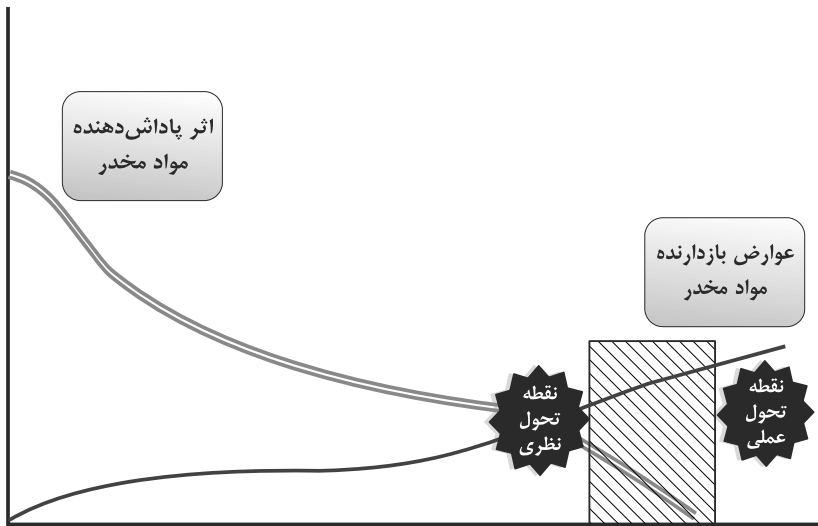 اثر پاداش‌دهنده
مواد مخدر
عوارض بازدارنده
مواد مخدر
نقطه
تحول
نظری
نقطه
تحول
عملی